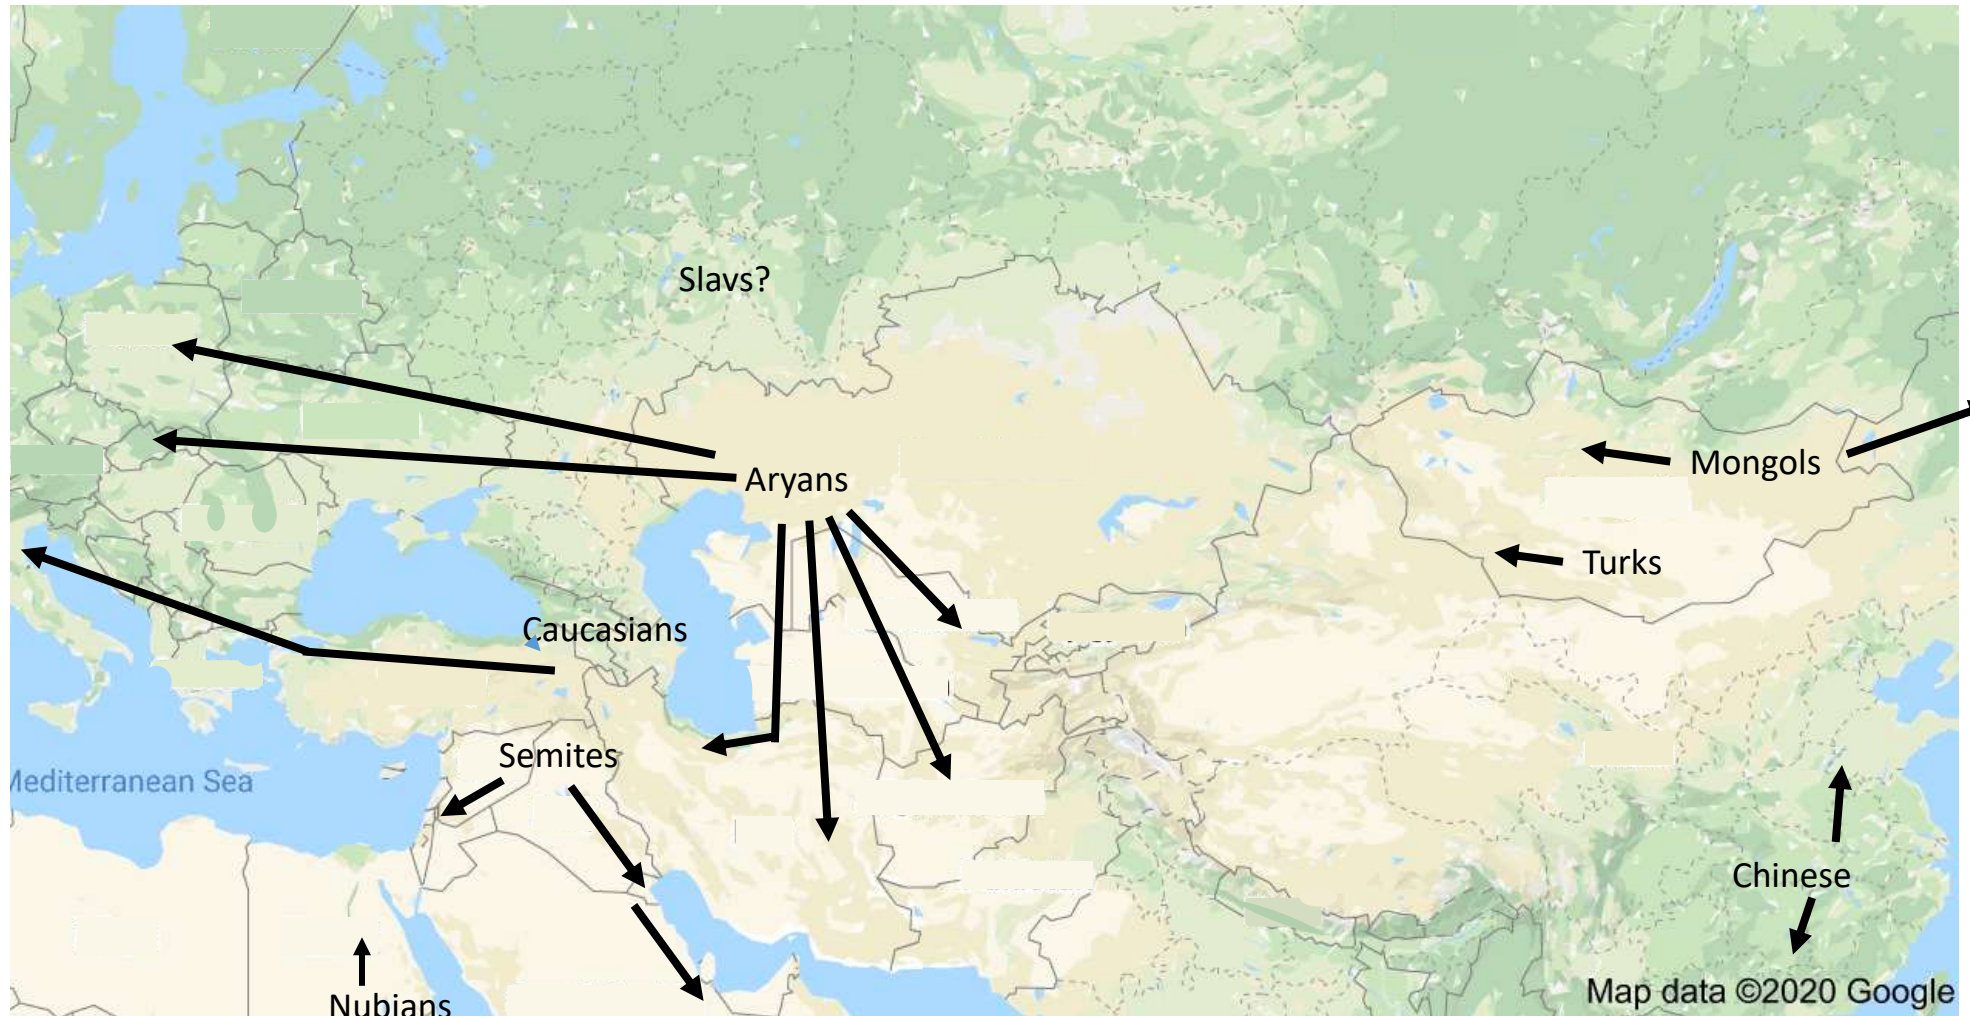 Slavs?
Aryans
Mongols
Turks
Caucasians
Semites
Mediterranean Sea
Chinese
Nubians
Map data ©2020 Google